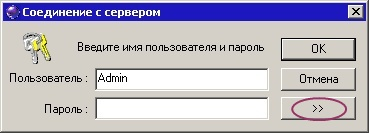 Соединение с сервером
Введите имя пользователя и пароль
OK
Пользователь: Admin
Отмена
Пароль:
>>